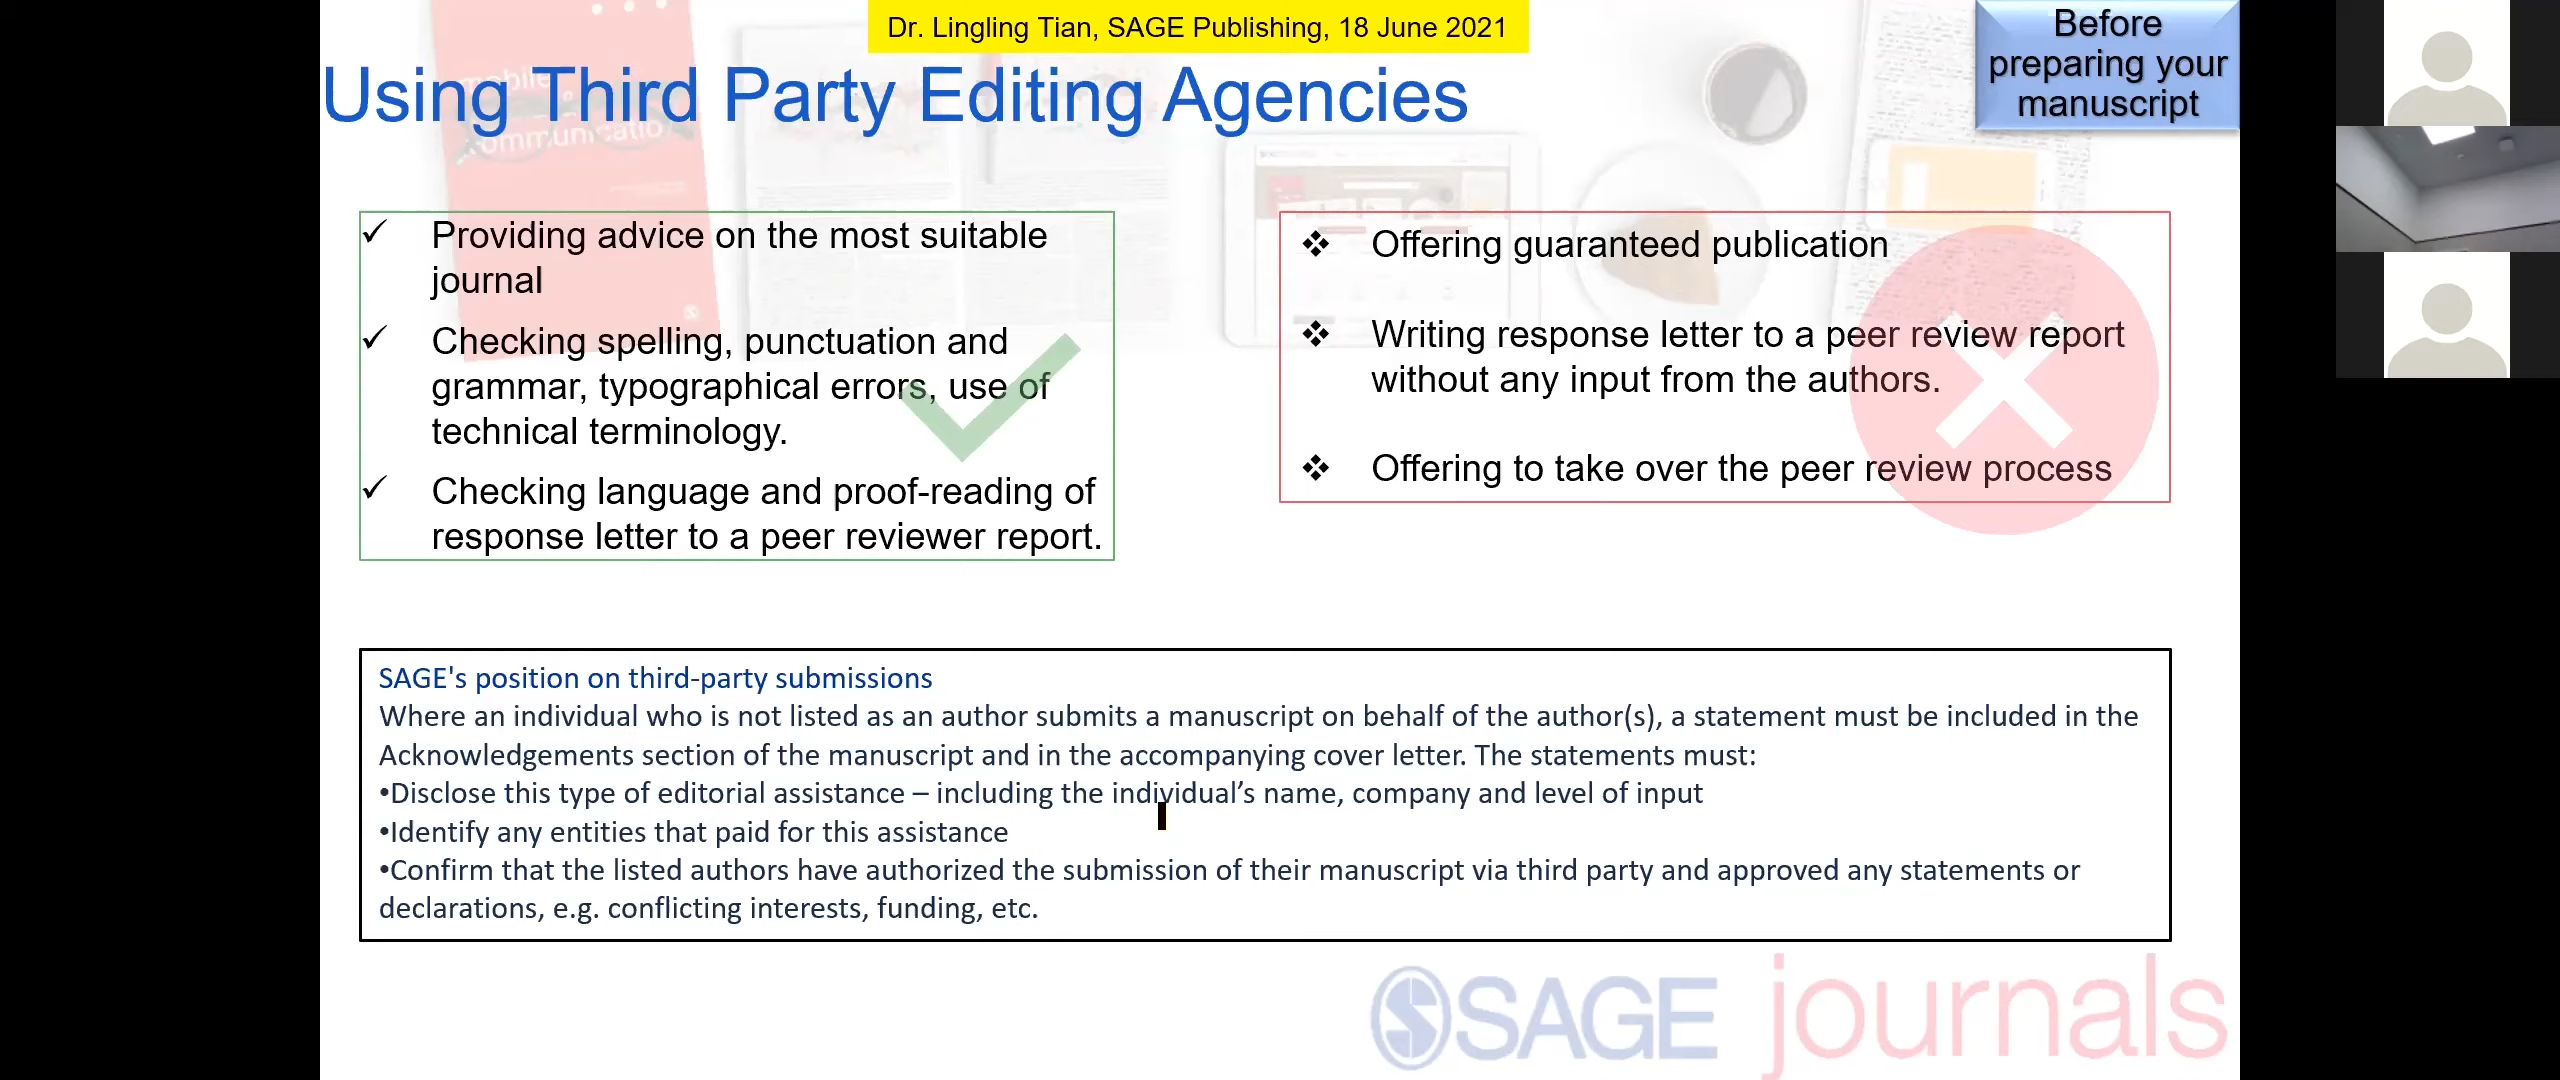 Dr. Lingling Tian, SAGE Publishing, 18 June 2021
Before
preparing your
manuscript
Using Third Party Editing Agencies
mobile
communicatio
✓ Providing advice on the most suitable
journal
✓ Checking spelling, punctuation and
grammar, typographical errors, use of
technical terminology.
✓ Checking language and proof-reading of
response letter to a peer reviewer report.
❖ Offering guaranteed publication
❖ Writing response letter to a peer review report
without any input from the authors.
❖ Offering to take over the peer review process
SAGE's position on third-party submissions
Where an individual who is not listed as an author submits a manuscript on behalf of the author(s), a statement must be included in the
Acknowledgements section of the manuscript and in the accompanying cover letter. The statements must:
•Disclose this type of editorial assistance – including the individual’s name, company and level of input
•Identify any entities that paid for this assistance
•Confirm that the listed authors have authorized the submission of their manuscript via third party and approved any statements or
declarations, e.g. conflicting interests, funding, etc.
SAGE journals